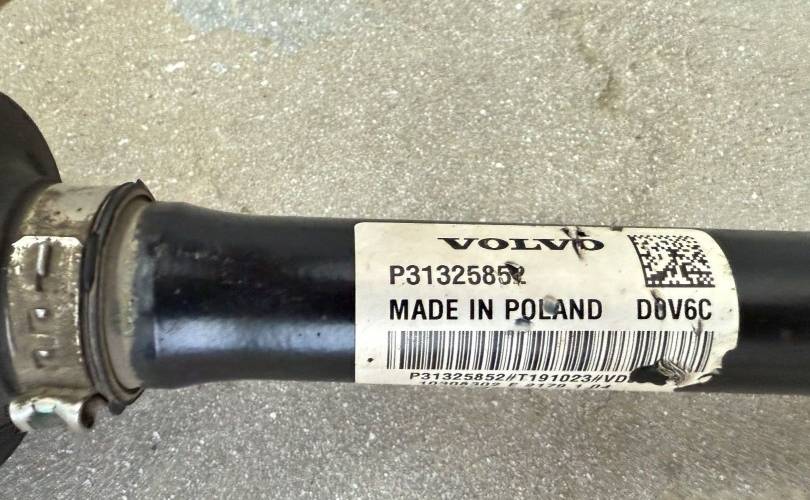 VOLVO
P31325852
MADE IN POLAND D0V6C
P31325852#T191023#VD